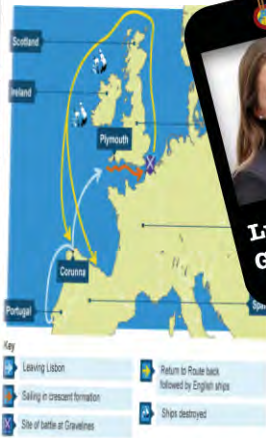 Scotland
Ireland
Plymouth
Corunna
Portugal
Key
Leaving Lisbon
Sailing in crescent formation
Site of battle at Gravelines
Return to Route back
followed by English ships
Ships destroyed